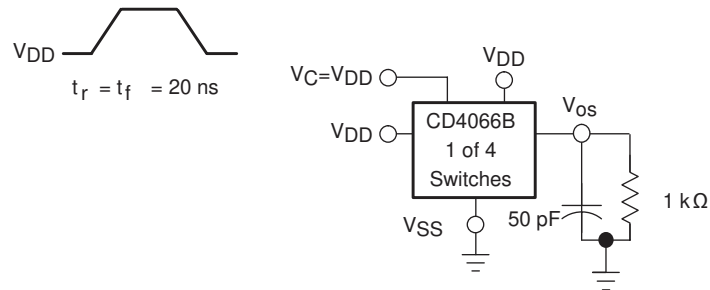 VDD
tr = tf = 20 ns
VC=VDD
VDD
VDD
CD4066B
1 of 4
Switches
Vos
VSS
50 pF
1 kΩ